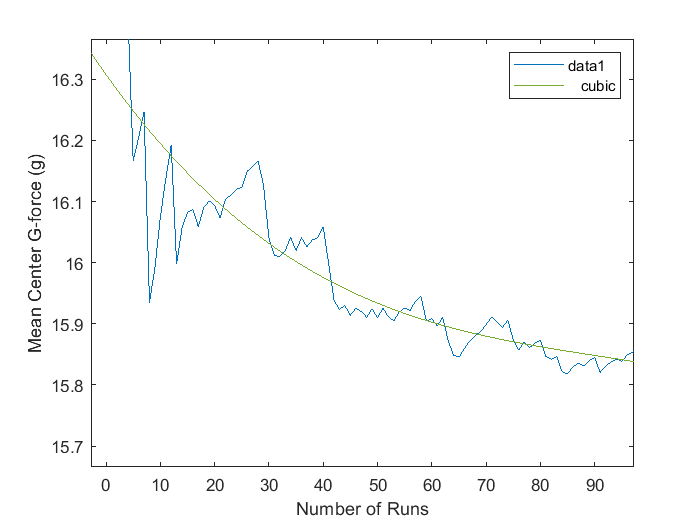 data1
cubic
16.3
16.2
16.1
16
15.9
15.8
15.7
Mean Center G-force (g)
0 10 20 30 40 50 60 70 80 90
Number of Runs